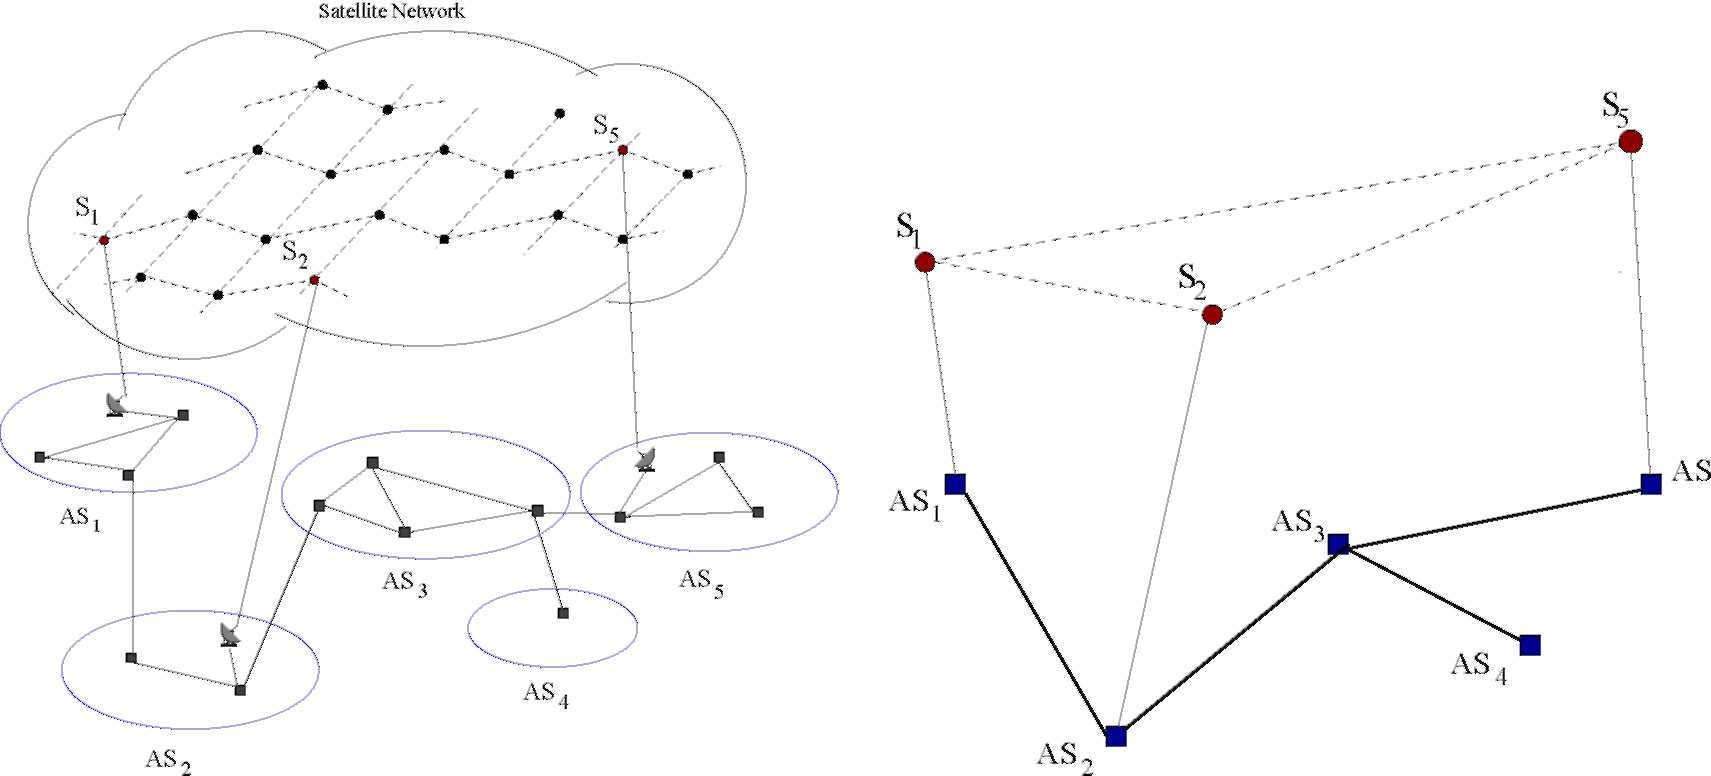 Satellite Network
S5
S1
S2
AS1
AS3
AS5
AS4
AS2
S5
S1
S2
AS
AS1
AS3
AS4
AS2